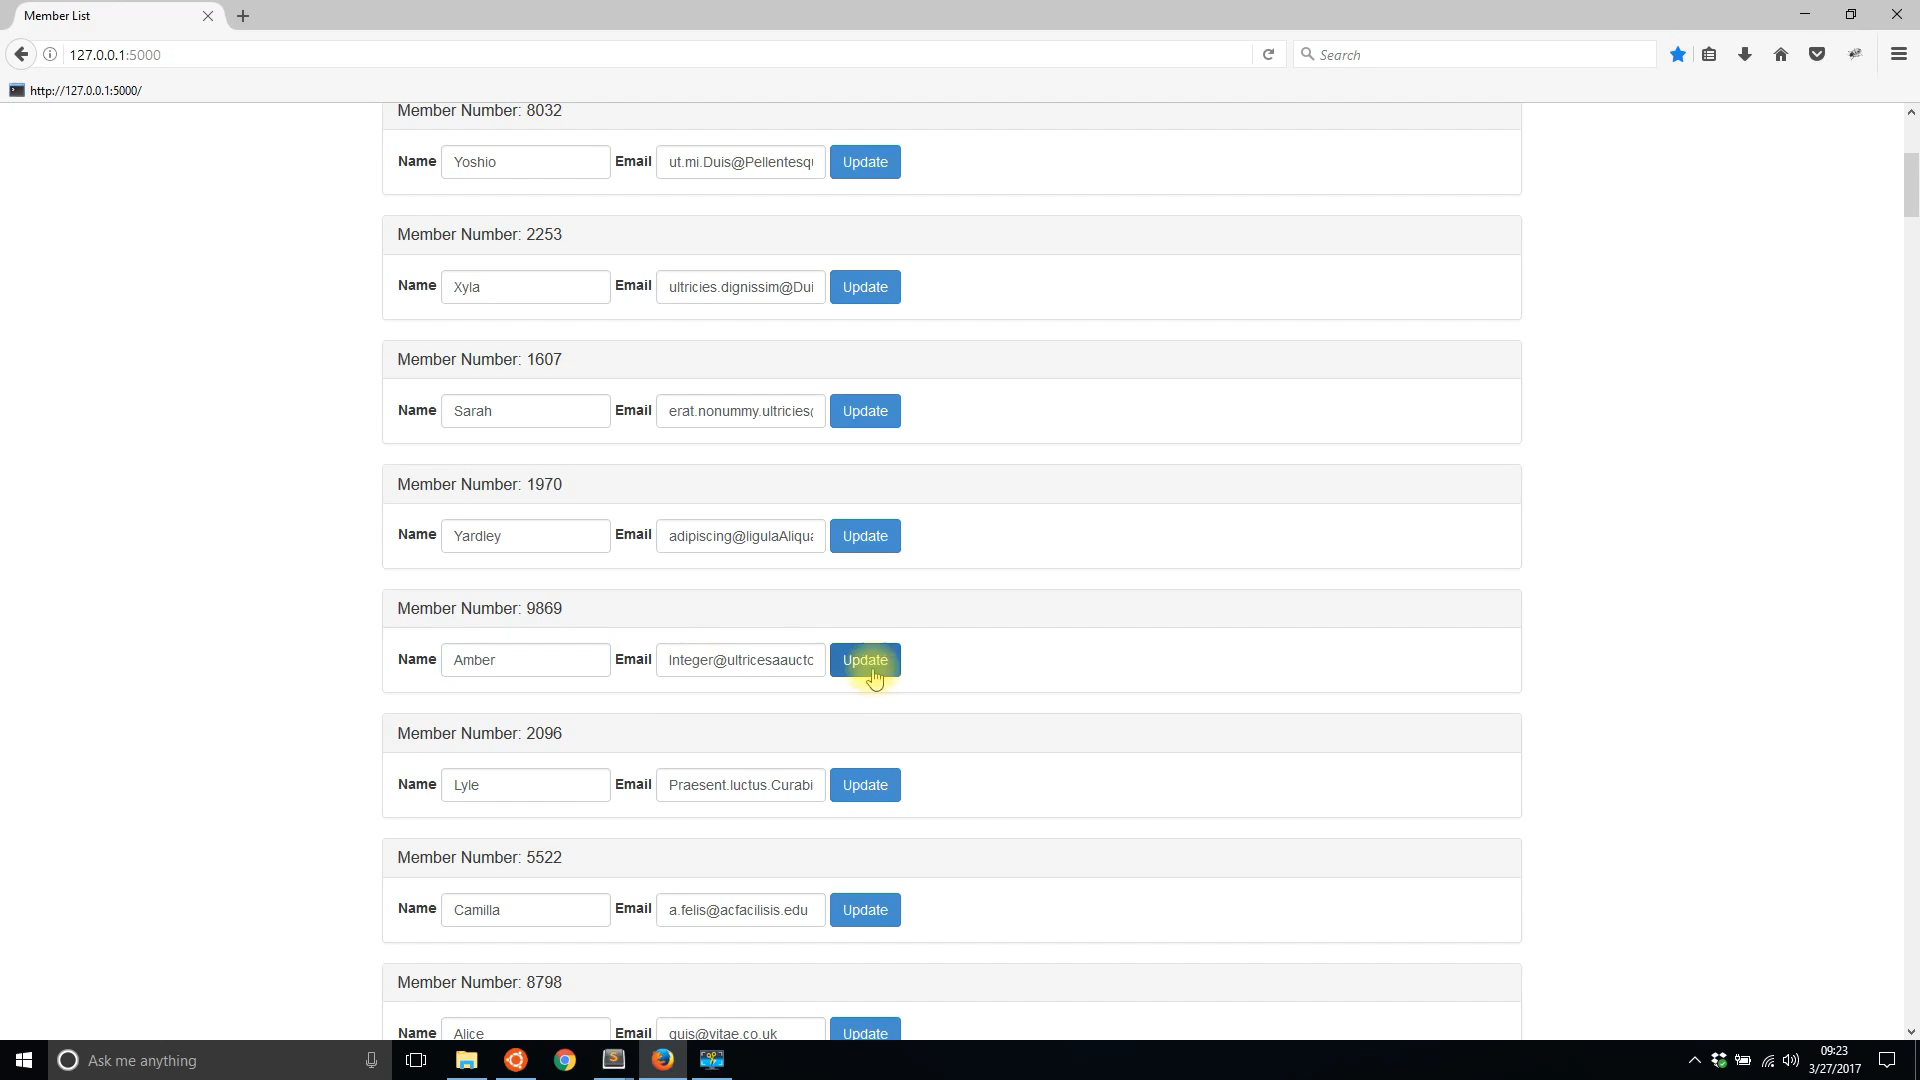 Member List
127.0.0.1:5000
Search
http://127.0.0.1:5000/
Member Number: 8032
Name Yoshio Email ut.mi.Duis@Pellentesqu Update
Member Number: 2253
Name Xyla Email ultricies.dignissim@Dui Update
Member Number: 1607
Name Sarah Email erat.nonummy.ultricies@ Update
Member Number: 1970
Name Yardley Email adipiscing@ligulaAliqua Update
Member Number: 9869
Name Amber Email Integer@ultricesaaucto Update
Member Number: 2096
Name Lyle Email Praesent.luctus.Curabi Update
Member Number: 5522
Name Camilla Email a.felis@acfacilisis.edu Update
Member Number: 8798
Name Alice Email quis@vitae.co.uk Update
Ask me anything
09:23
3/27/2017